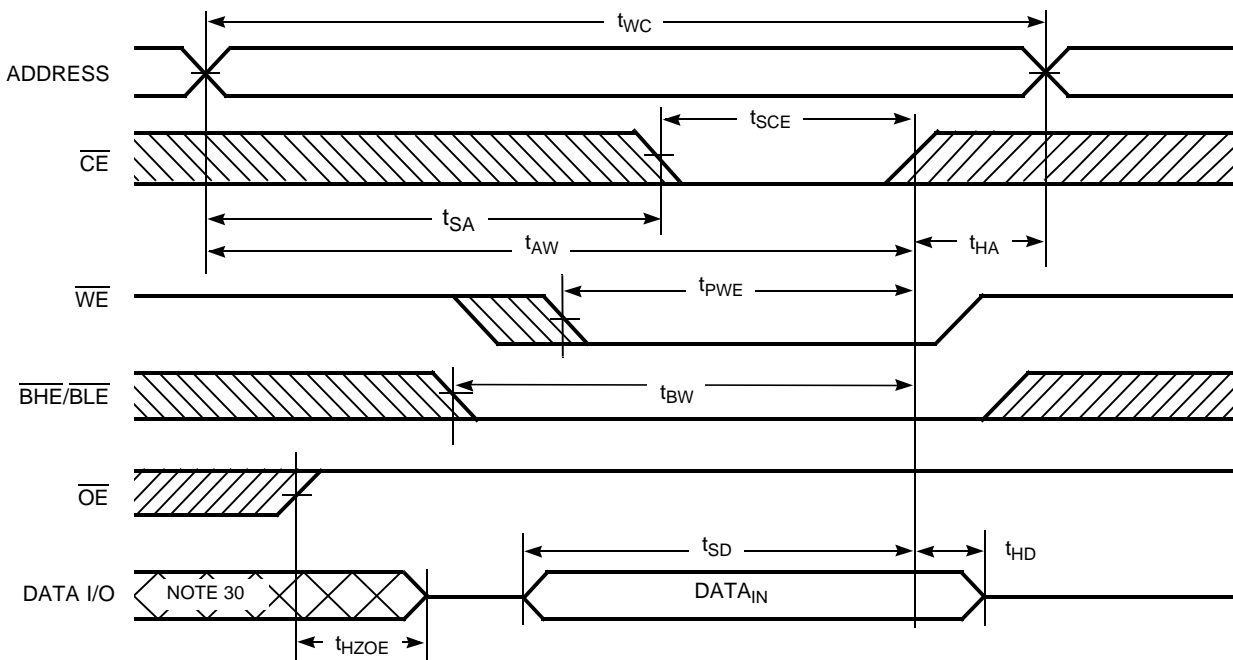 tWC
ADDRESS
tSCE
CE
tSA
tAW
tHA
WE
tPWE
BHE/BLE
tBW
OE
tSD
tHD
DATA I/O
NOTE 30
DATAIN
tHZOE